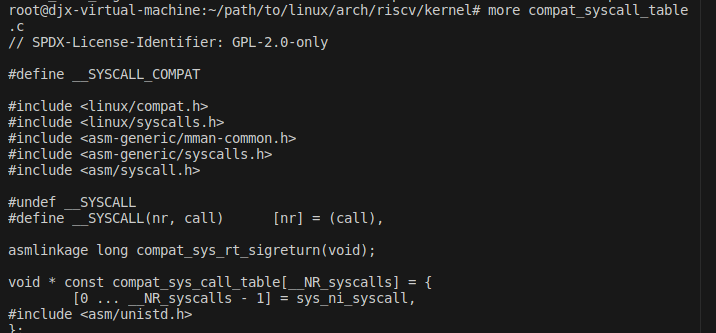 root@djx-virtual-machine:~/path/to/linux/arch/riscv/kernel# more compat_syscall_table
.c
// SPDX-License-Identifier: GPL-2.0-only
#define __SYSCALL_COMPAT
#include <linux/compat.h>
#include <linux/syscalls.h>
#include <asm-generic/mman-common.h>
#include <asm-generic/syscalls.h>
#include <asm/syscall.h>
#undef __SYSCALL
#define __SYSCALL(nr, call)      [nr] = (call),
asmlinkage long compat_sys_rt_sigreturn(void);
void * const compat_sys_call_table[__NR_syscalls] = {
        [0 ... __NR_syscalls - 1] = sys_ni_syscall,
#include <asm/unistd.h>
};